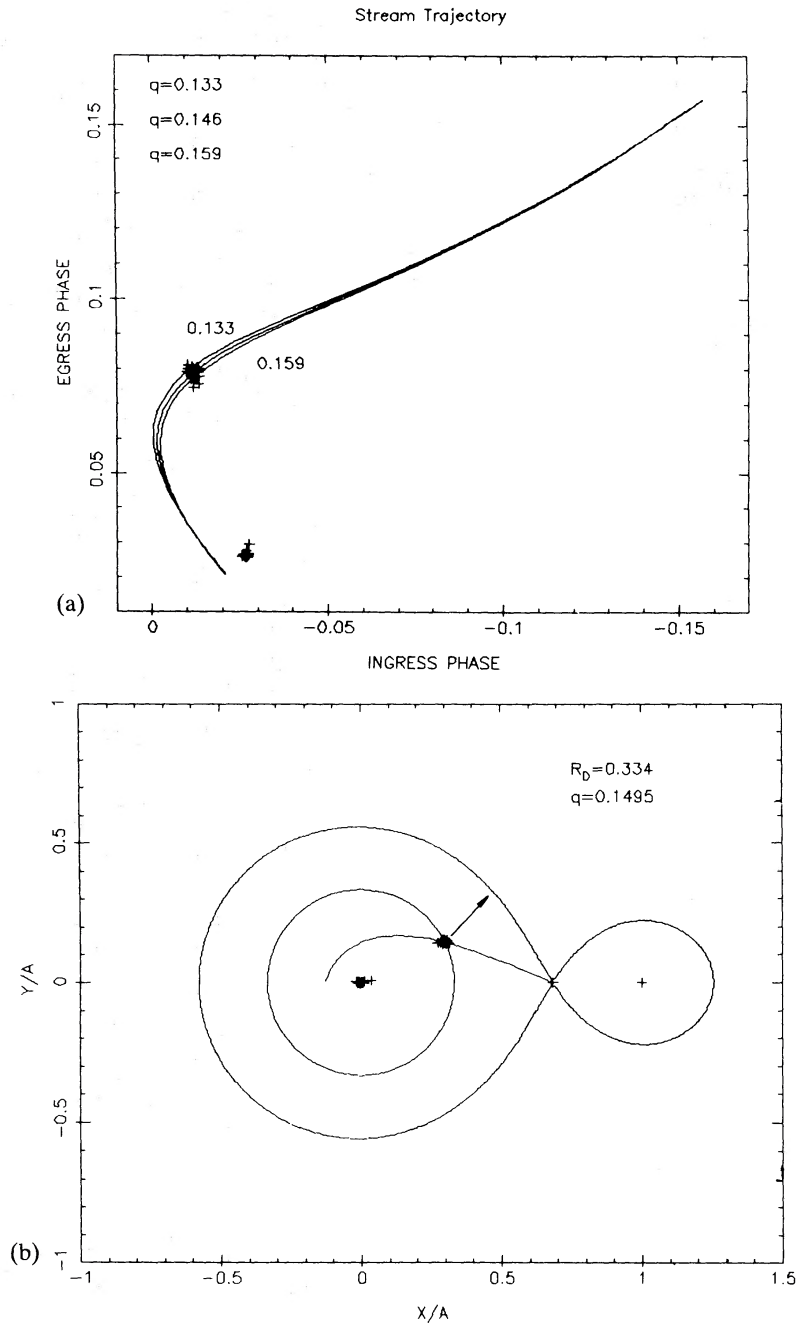 Stream Trajectory
q=0.133
q=0.146
q=0.159
0.15
0.1
0.05
EGRESS PHASE
0.133
0.159
(a)
0
-0.05
-0.1
-0.15
INGRESS PHASE
1
0.5
0
-0.5
-1
Y/A
R_D=0.334
q=0.1495
(b)
-1
-0.5
0
0.5
1
1.5
X/A